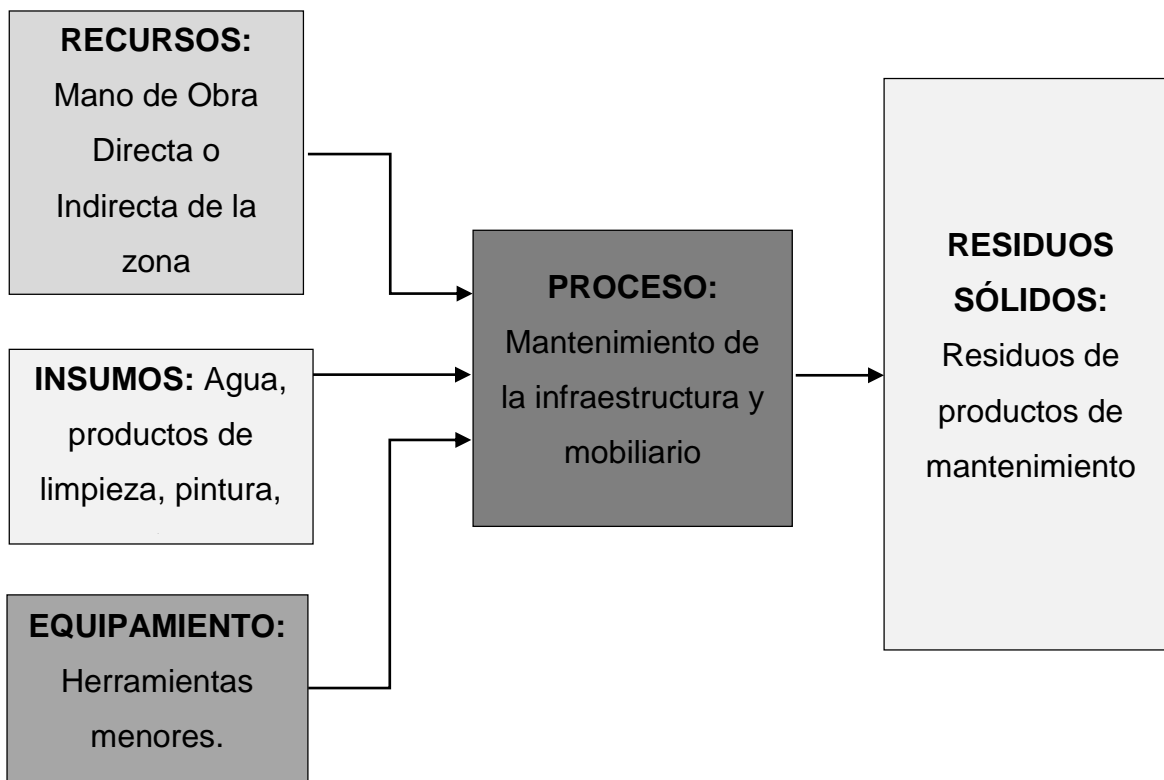 RECURSOS:
Mano de Obra
Directa o
Indirecta de la
zona
INSUMOS: Agua,
productos de
limpieza, pintura,
EQUIPAMIENTO:
Herramientas
menores.
PROCESO:
Mantenimiento de
la infraestructura y
mobiliario
RESIDUOS
SÓLIDOS:
Residuos de
productos de
mantenimiento